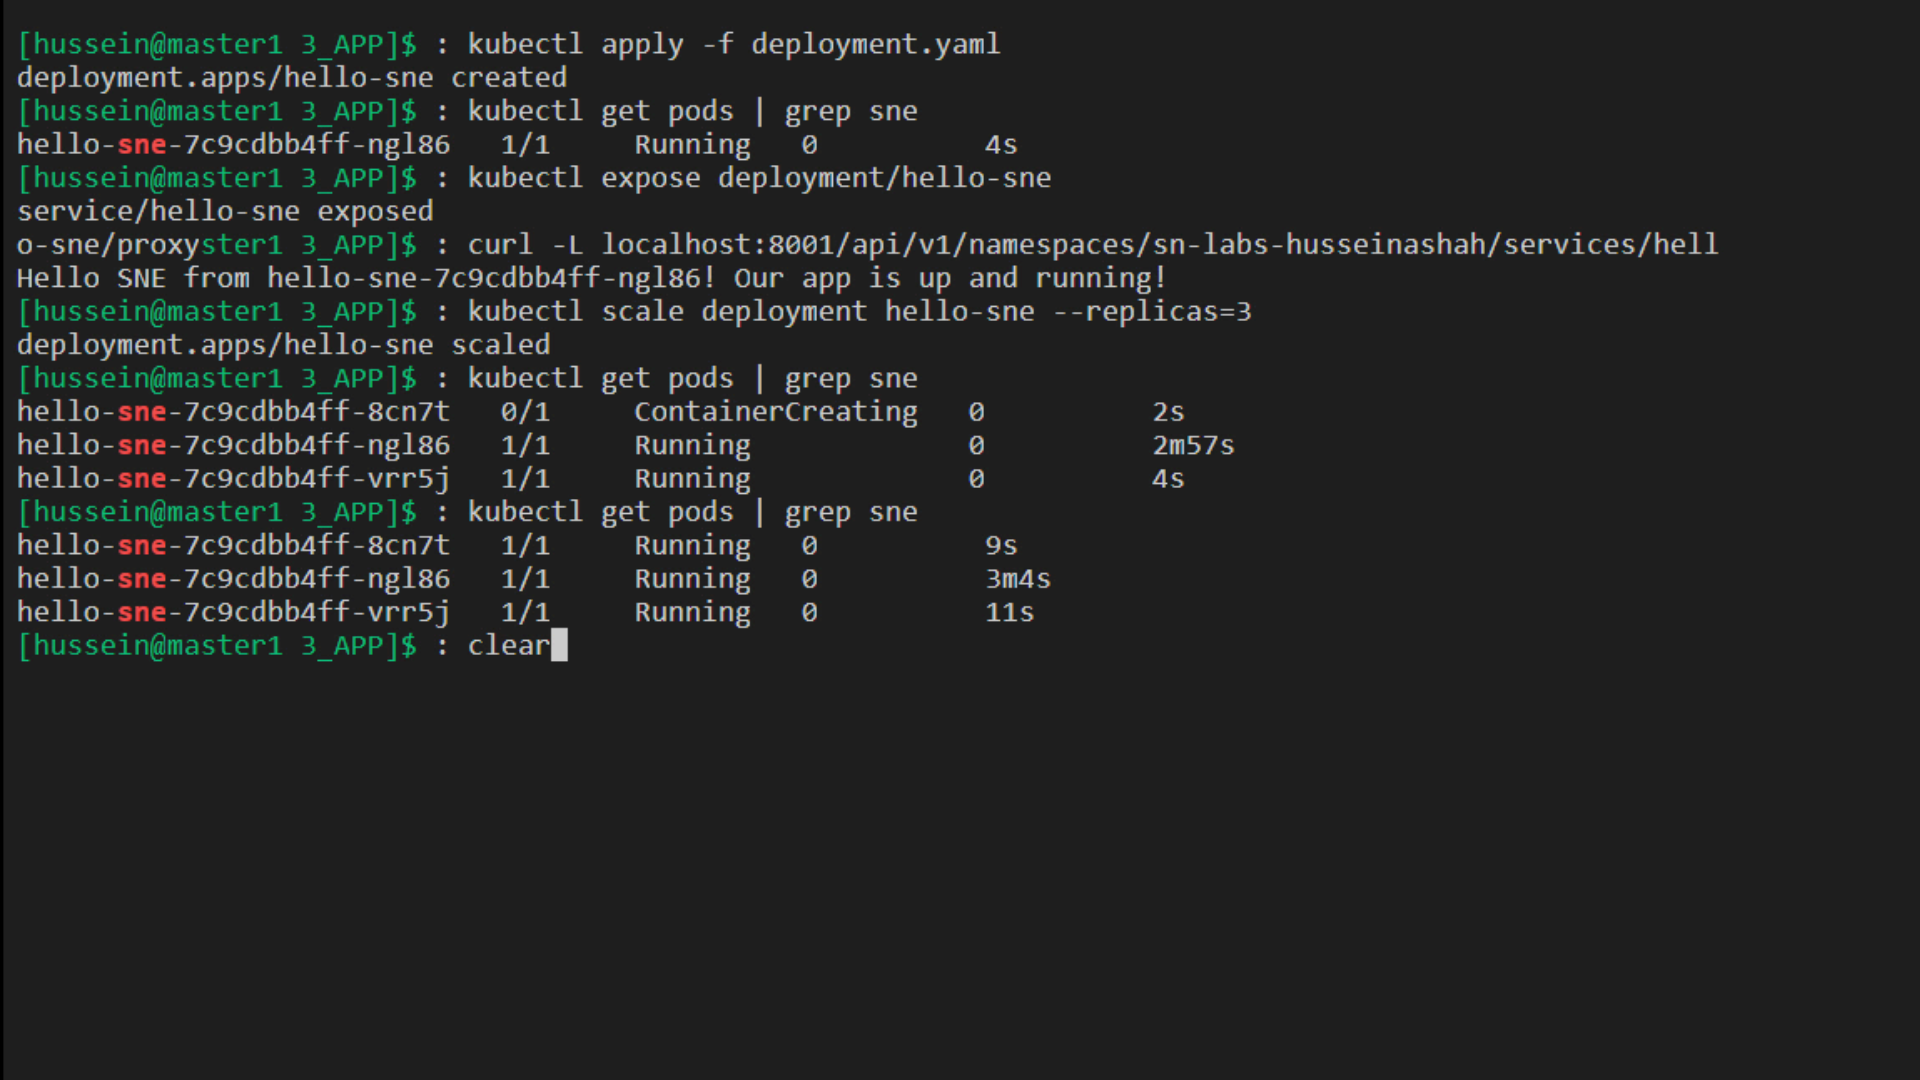 [hussein@master1 3_APP]$ : kubectl apply -f deployment.yaml
deployment.apps/hello-sne created
[hussein@master1 3_APP]$ : kubectl get pods | grep sne
hello-sne-7c9cdbb4ff-ngl86   1/1     Running   0          4s
[hussein@master1 3_APP]$ : kubectl expose deployment/hello-sne
service/hello-sne exposed
o-sne/proxyster1 3_APP]$ : curl -L localhost:8001/api/v1/namespaces/sn-labs-husseinashah/services/hell
Hello SNE from hello-sne-7c9cdbb4ff-ngl86! Our app is up and running!
[hussein@master1 3_APP]$ : kubectl scale deployment hello-sne --replicas=3
deployment.apps/hello-sne scaled
[hussein@master1 3_APP]$ : kubectl get pods | grep sne
hello-sne-7c9cdbb4ff-8cn7t   0/1     ContainerCreating   0          2s
hello-sne-7c9cdbb4ff-ngl86   1/1     Running             0          2m57s
hello-sne-7c9cdbb4ff-vrr5j   1/1     Running             0          4s
[hussein@master1 3_APP]$ : kubectl get pods | grep sne
hello-sne-7c9cdbb4ff-8cn7t   1/1     Running   0          9s
hello-sne-7c9cdbb4ff-ngl86   1/1     Running   0          3m4s
hello-sne-7c9cdbb4ff-vrr5j   1/1     Running   0          11s
[hussein@master1 3_APP]$ : clear